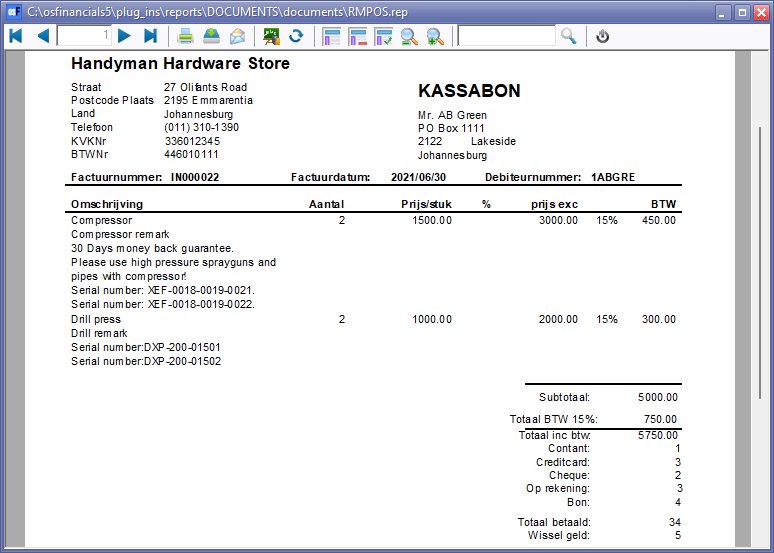 C:\osfinancials5\plug_ins\reports\DOCUMENTS\documents\RMPOS.rep
1
Handyman Hardware Store
KASSABON
Straat 27 Olifants Road
Postcode Plaats 2195 Emmarentia
Land Johannesburg
Telefoon (011) 310-1390
KVKNr 336012345
BTWNr 446010111
Mr. AB Green
PO Box 1111
2122 Lakeside
Johannesburg
Factuurnummer: IN000022 Factuurdatum: 2021/06/30 Debiteurnummer: 1ABGRE
Omschrijving Aantal Prijs/stuk % prijs exc BTW
Compressor 2 1500.00 3000.00 15% 450.00
Compressor remark
30 Days money back guarantee.
Please use high pressure sprayguns and
pipes with compressor!
Serial number: XEF-0018-0019-0021.
Serial number: XEF-0018-0019-0022.
Drill press 2 1000.00 2000.00 15% 300.00
Drill remark
Serial number:DXP-200-01501
Serial number:DXP-200-01502
Subtotaal: 5000.00
Totaal BTW 15%: 750.00
Totaal inc btw: 5750.00
Contant: 1
Creditcard: 3
Cheque: 2
Op rekening: 3
Bon: 4
Totaal betaald: 34
Wissel geld: 5